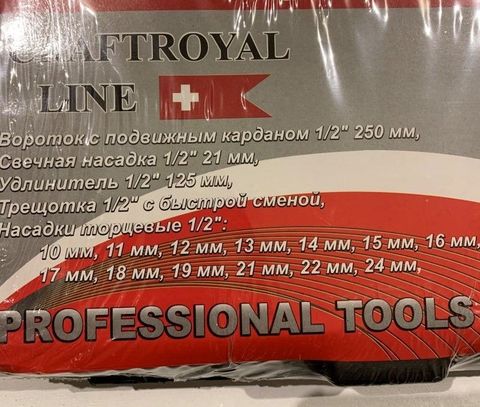 CRAFTROYAL
LINE
Вороток с подвижным карданом 1/2" 250 мм,
Свечная насадка 1/2" 21 мм,
Удлинитель 1/2" 125 мм,
Трещотка 1/2" с быстрой сменой,
Насадки торцевые 1/2":
10 мм, 11 мм, 12 мм, 13 мм, 14 мм, 15 мм, 16 мм,
17 мм, 18 мм, 19 мм, 21 мм, 22 мм, 24 мм,
PROFESSIONAL TOOLS